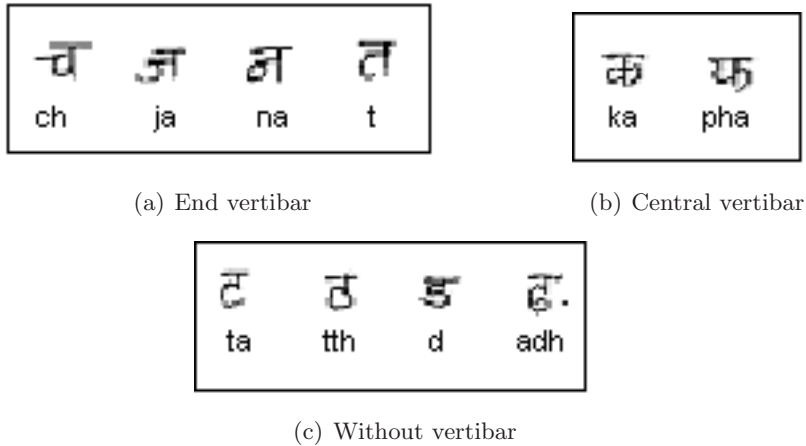 च ज न त
ch ja na t
(a) End vertibar
क फ
ka pha
(b) Central vertibar
ट ठ ड ढ़.
ta tth d adh
(c) Without vertibar